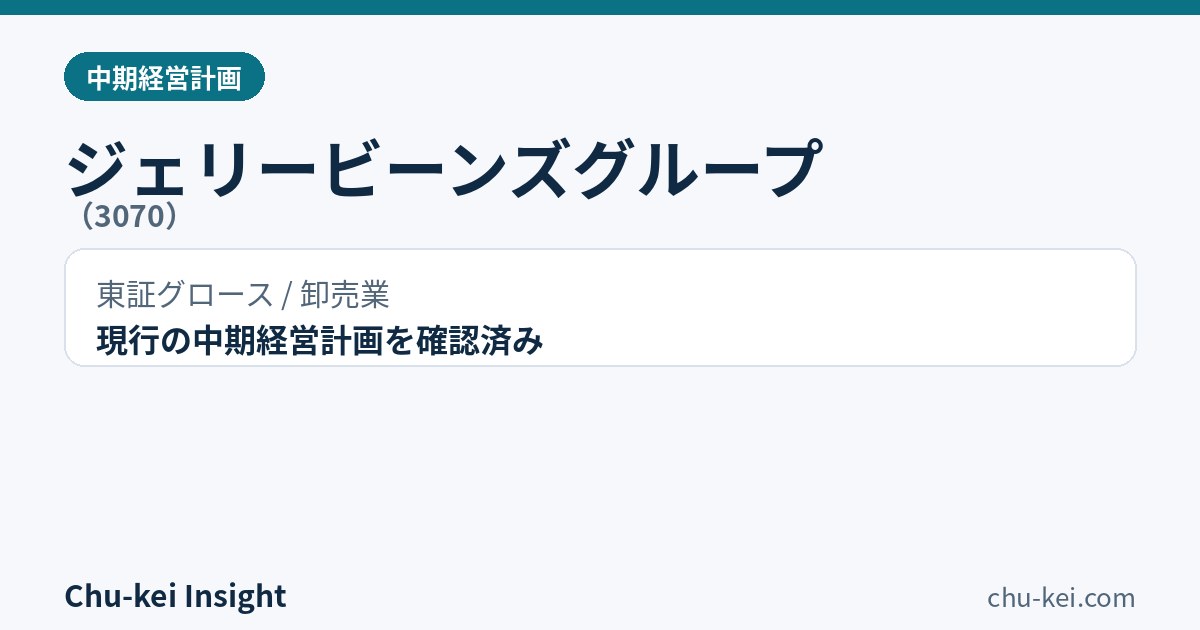 中期経営計画
ジェリービーンズグループ
（3070）
東証グロース / 卸売業
現行の中期経営計画を確認済み
Chu-kei Insight
chu-kei.com